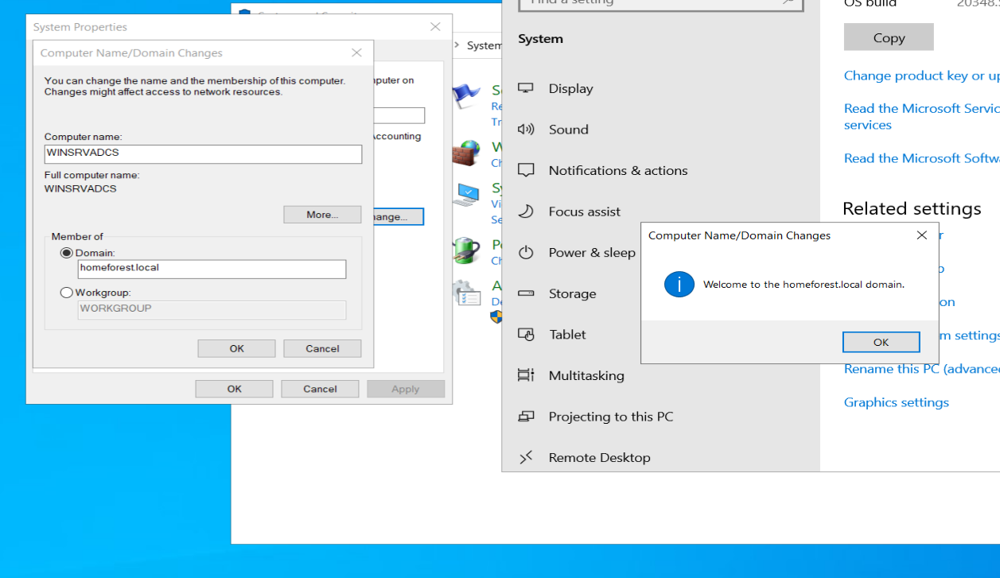 System Properties
Computer Name/Domain Changes
You can change the name and the membership of this computer.
Changes might affect access to network resources.
Computer name:
WINSRVADCS
Full computer name:
WINSRVADCS
More...
Member of
Domain:
homeforest.local
Workgroup:
WORKGROUP
OK
Cancel
OK
Cancel
Apply
puter on
ccounting
ange...
System
S
Re
Tr
W
Ch
Sy
Vi
Se
Po
Ch
A
De
Find a setting
System
Display
Sound
Notifications & actions
Focus assist
Power & sleep
Storage
Tablet
Multitasking
Projecting to this PC
Remote Desktop
OS build
20348.
Copy
Change product key or up
Read the Microsoft Servic
services
Read the Microsoft Softwa
Related settings
r
on
m settings
Rename this PC (advance
Graphics settings
Computer Name/Domain Changes
Welcome to the homeforest.local domain.
OK